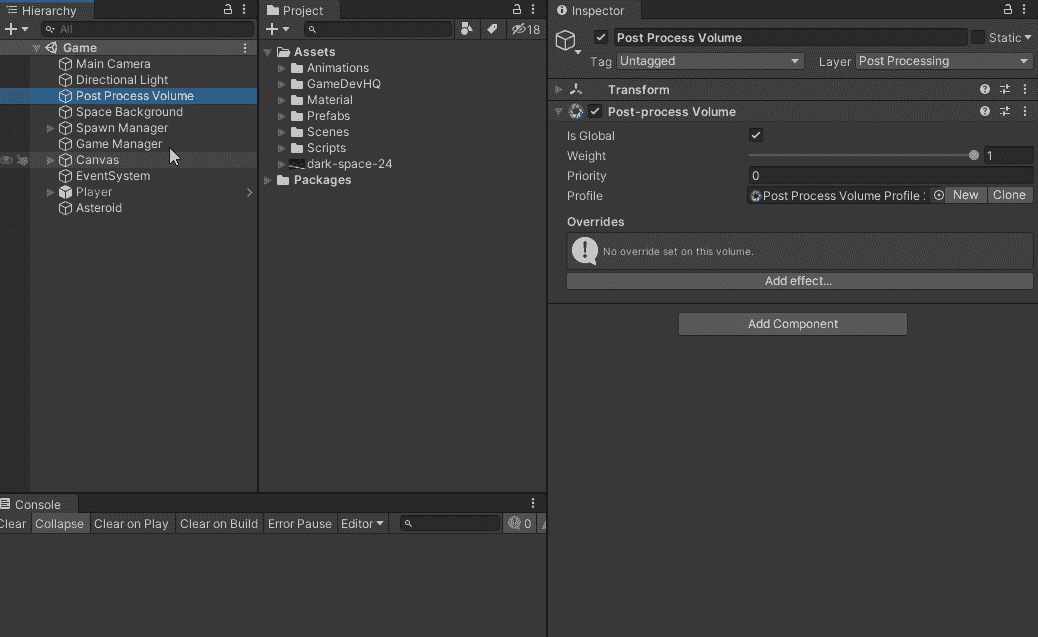 Hierarchy
All
Game
Main Camera
Directional Light
Post Process Volume
Space Background
Spawn Manager
Game Manager
Canvas
EventSystem
Player
Asteroid
Project
18
Assets
Animations
GameDevHQ
Material
Prefabs
Scenes
Scripts
dark-space-24
Packages
Console
Clear Collapse Clear on Play Clear on Build Error Pause Editor 0
Inspector
Post Process Volume Static
Tag Untagged Layer Post Processing
Transform
Post-process Volume
Is Global
Weight 1
Priority 0
Profile Post Process Volume Profile New Clone
Overrides
No override set on this volume.
Add effect...
Add Component